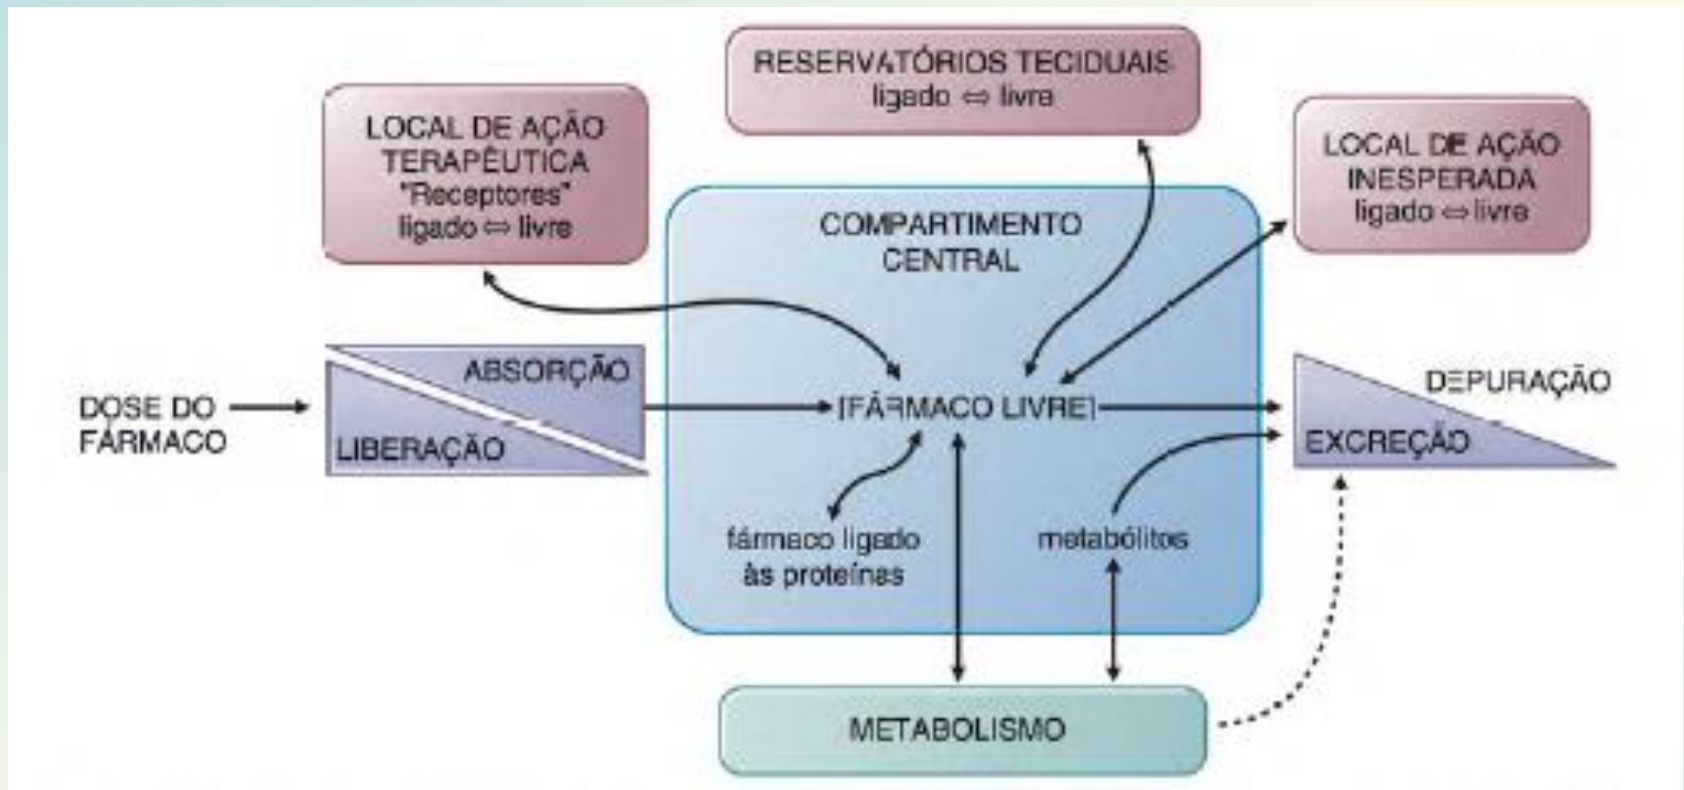 RESERVATÓRIOS TECIDUAIS
ligado ⇔ livre
LOCAL DE AÇÃO
TERAPÊUTICA
"Receptores"
ligado ⇔ livre
LOCAL DE AÇÃO
INESPERADA
ligado ⇔ livre
COMPARTIMENTO
CENTRAL
DOSE DO
FÁRMACO
ABSORÇÃO
LIBERAÇÃO
[FÁRMACO LIVRE]
DEPURAÇÃO
EXCREÇÃO
fármaco ligado
às proteínas
metabólitos
METABOLISMO